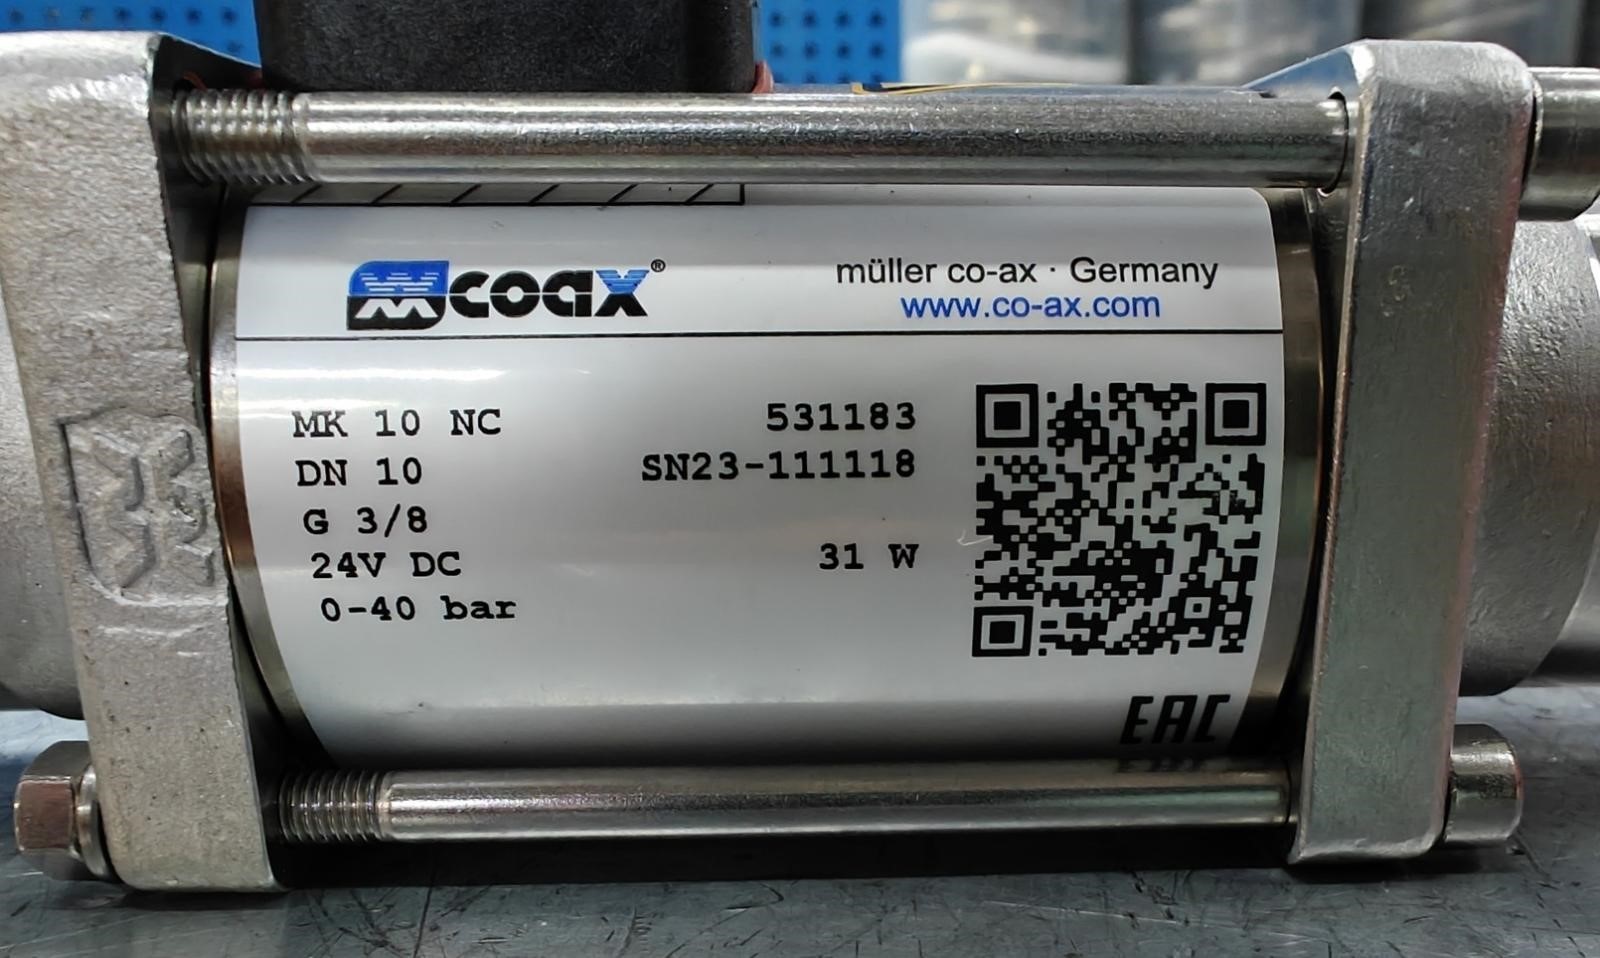 coax®
müller co-ax · Germany
www.co-ax.com
MK 10 NC 531183
DN 10 SN23-111118
G 3/8
24V DC 31 W
0-40 bar
EAC